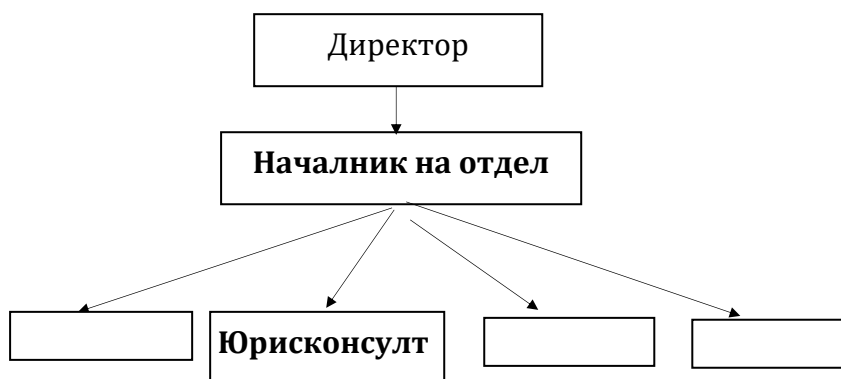 Директор
Началник на отдел
Юрисконсулт